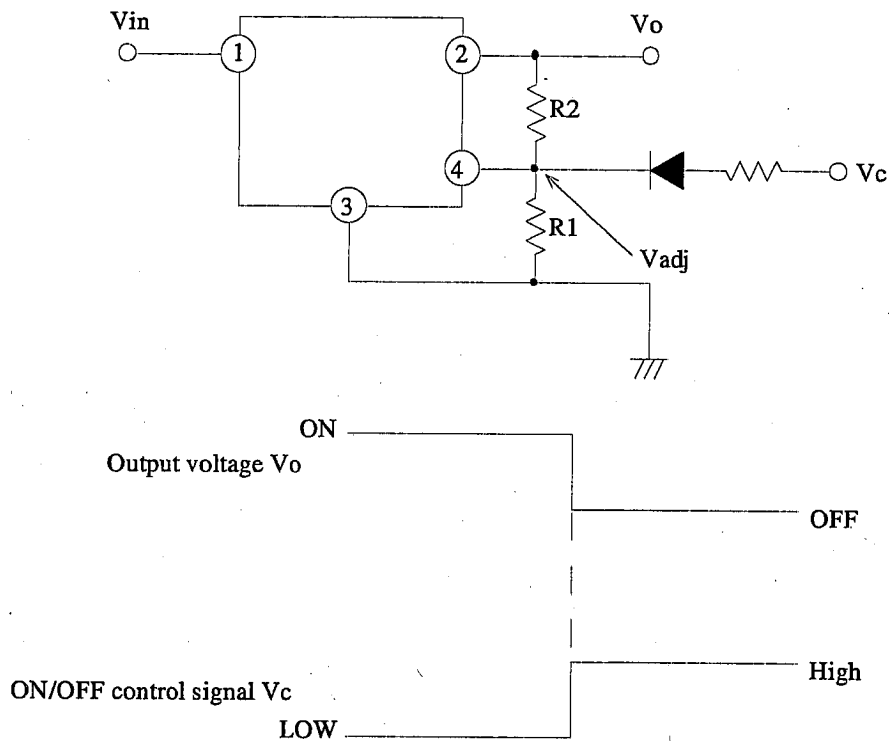 Vin
Vo
1
2
R2
4
Vc
3
R1
Vadj
ON
Output voltage Vo
OFF
High
ON/OFF control signal Vc
LOW